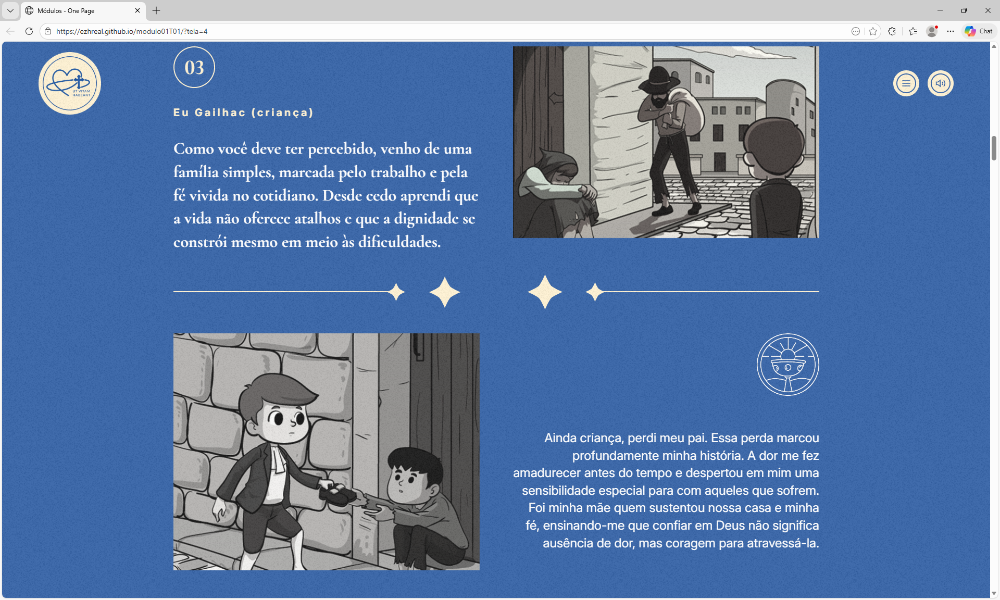 Módulos - One Page
https://ezhreal.github.io/modulo01T01/?tela=4
Chat
UT VITAM
HABEANT
03
Eu Gailhac (criança)
Como você deve ter percebido, venho de uma
família simples, marcada pelo trabalho e pela
fé vivida no cotidiano. Desde cedo aprendi que
a vida não oferece atalhos e que a dignidade se
constrói mesmo em meio às dificuldades.
Ainda criança, perdi meu pai. Essa perda marcou
profundamente minha história. A dor me fez
amadurecer antes do tempo e despertou em mim uma
sensibilidade especial para com aqueles que sofrem.
Foi minha mãe quem sustentou nossa casa e minha
fé, ensinando-me que confiar em Deus não significa
ausência de dor, mas coragem para atravessá-la.